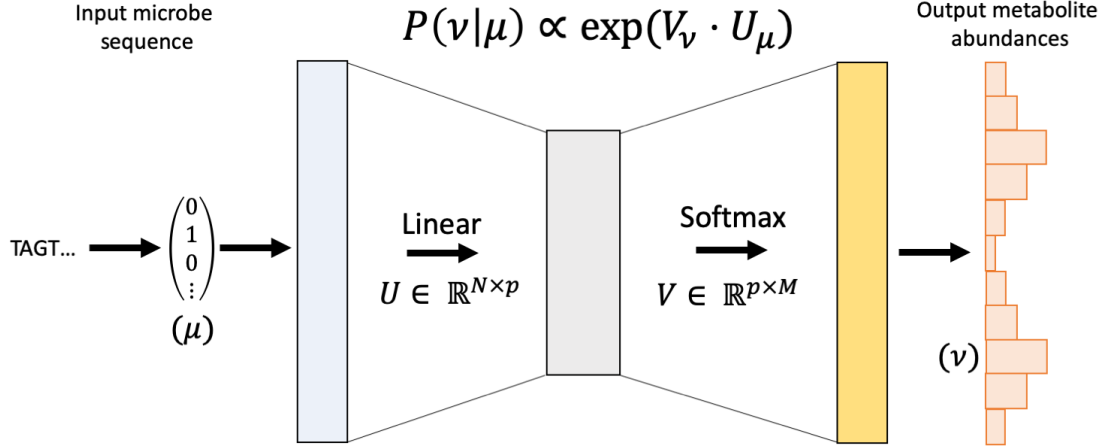 Input microbe
sequence
P(ν|μ) ∝ exp(V_ν · U_μ)
Output metabolite
abundances
TAGT...
0
1
0
⋮
(μ)
Linear
U ∈ ℝ^{N×p}
Softmax
V ∈ ℝ^{p×M}
(ν)